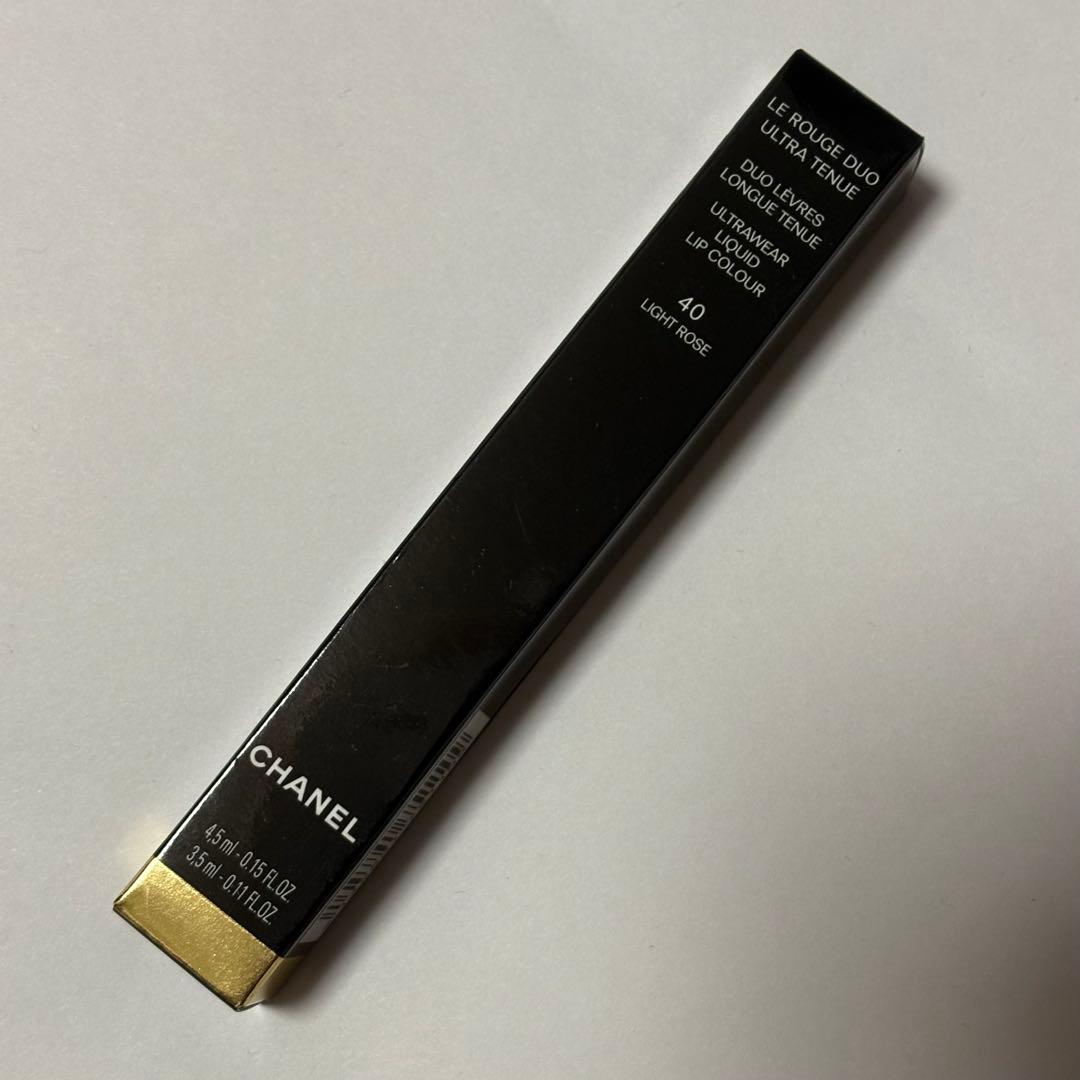 LE ROUGE DUO
ULTRA TENUE
DUO LÈVRES
LONGUE TENUE
ULTRAWEAR
LIQUID
LIP COLOUR
40
LIGHT ROSE
CHANEL
4,5 ml - 0.15 FL.OZ.
3,5 ml - 0.11 FL.OZ.